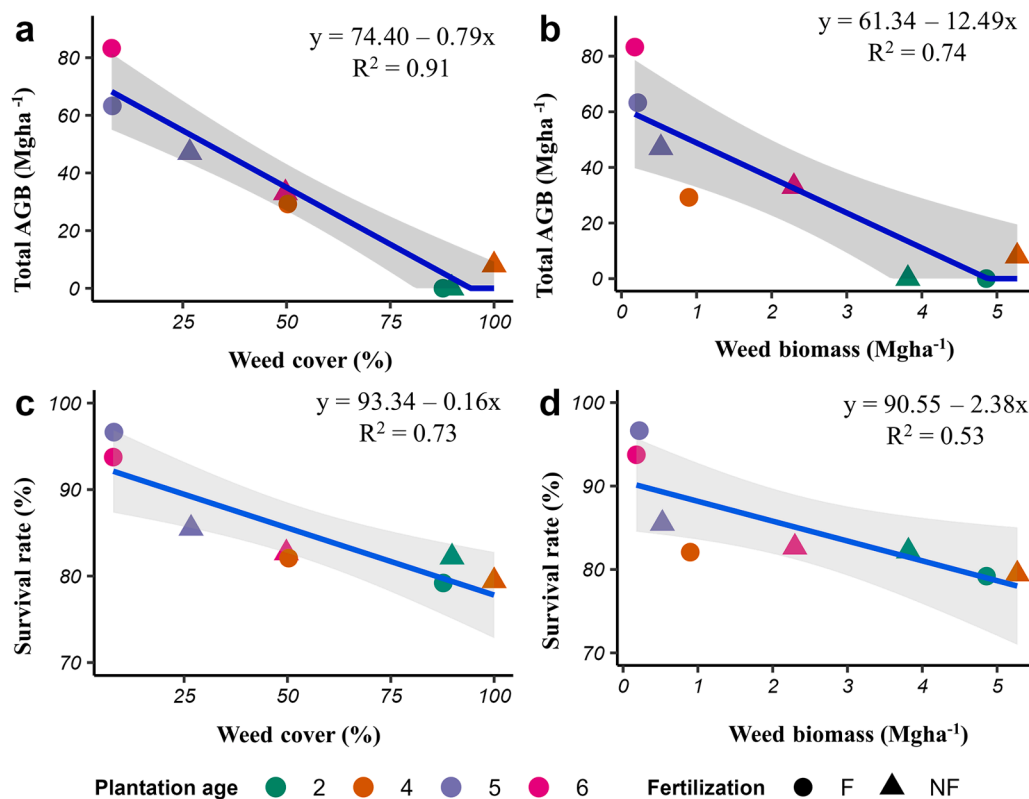 a
y = 74.40 – 0.79x
R² = 0.91
Total AGB (Mgha⁻¹)
80
60
40
20
0
25
50
75
100
Weed cover (%)
b
y = 61.34 – 12.49x
R² = 0.74
Total AGB (Mgha⁻¹)
80
60
40
20
0
0
1
2
3
4
5
Weed biomass (Mgha⁻¹)
c
y = 93.34 – 0.16x
R² = 0.73
Survival rate (%)
100
90
80
70
25
50
75
100
Weed cover (%)
d
y = 90.55 – 2.38x
R² = 0.53
Survival rate (%)
100
90
80
70
0
1
2
3
4
5
Weed biomass (Mgha⁻¹)
Plantation age 2 4 5 6 Fertilization F NF